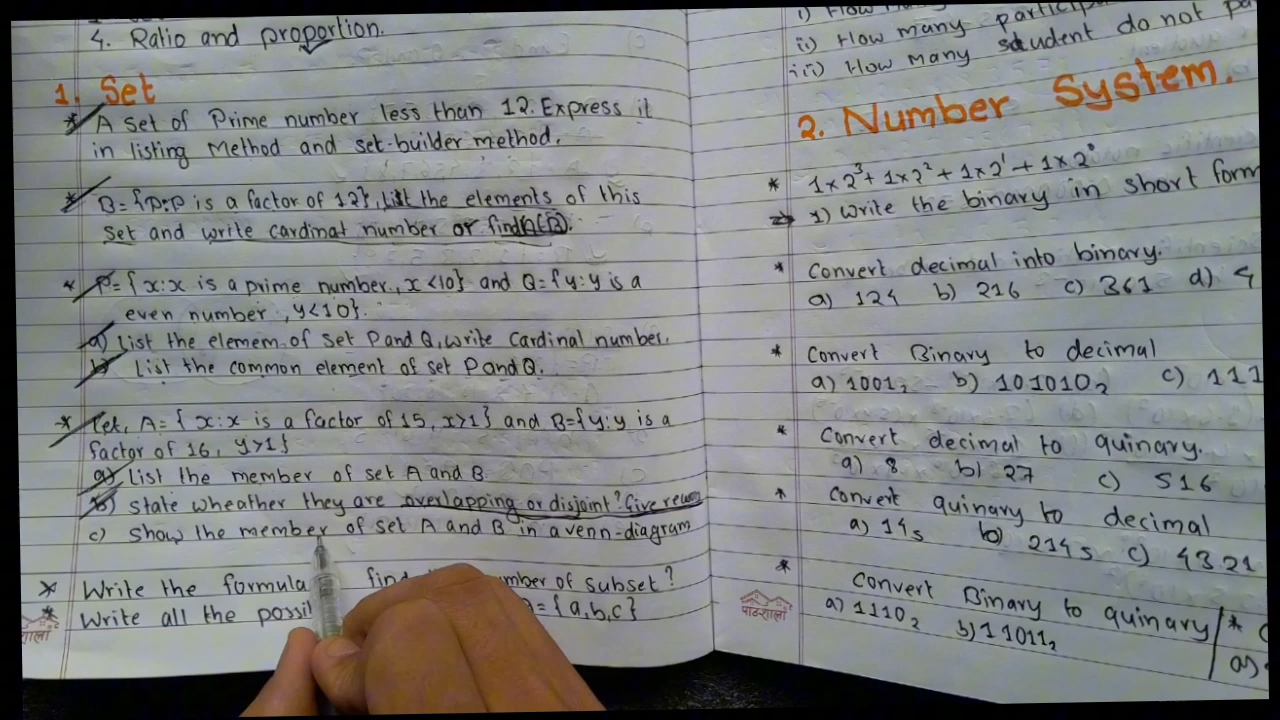 4. Ratio and proportion.
1. Set
* A set of Prime number less than 12. Express it
in listing Method and set-builder method.
* B={P:P is a factor of 12}, List the elements of this
set and write cardinal number or find n(B).
* P={x:x is a prime number, x<10} and Q={y:y is a
even number, y<10}.
a) List the elemem of set P and Q, write cardinal number.
b) List the common element of set P and Q.
* Let, A={x:x is a factor of 15, x>1} and B={y:y is a
factor of 16, y>1}
a) List the member of set A and B
b) state wheather they are overlapping or disjoint? Give
c) show the member of set A and B in a venn-diagram
* Write the formula number of subset?
* Write all the ={a,b,c}
पाठशाला
i) How many
ii) How many
iii) How many student do not
2. Number System.
* 1×2³+1×2²+1×2¹+1×2⁰
1) Write the binary in short form
* Convert decimal into binary.
a) 124 b) 216 c) 361 d)
* Convert Binary to decimal
a) 1001₂ b) 101010₂ c) 111
* Convert decimal to quinary.
a) 8 b) 27 c) 516
* Convert quinary to decimal
a) 14₅ b) 214₅ c) 4321
* Convert Binary to quinary
a) 1110₂ b) 11011₂
*
a)
पाठशाला